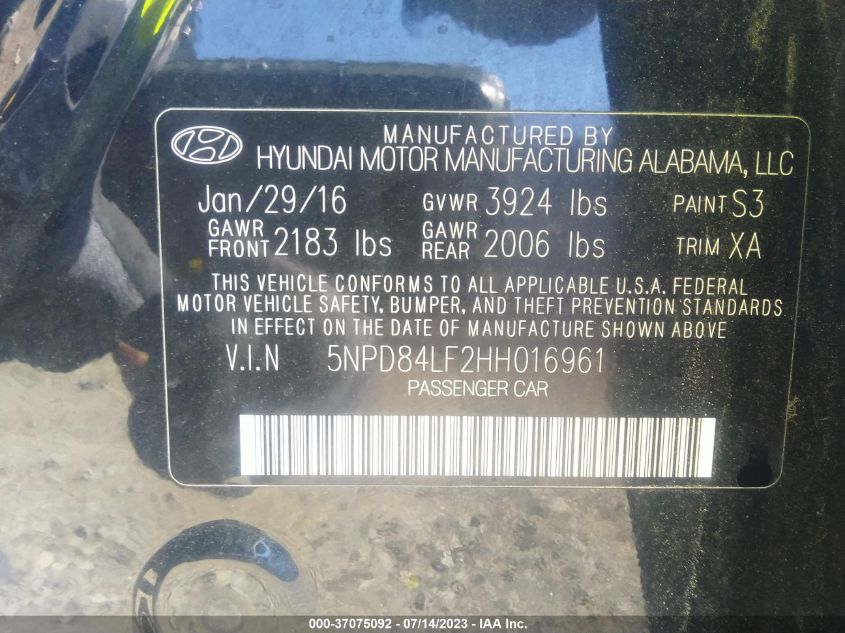 MANUFACTURED BY
HYUNDAI MOTOR MANUFACTURING ALABAMA, LLC
Jan/29/16 GVWR 3924 lbs PAINT S3
GAWR FRONT 2183 lbs GAWR REAR 2006 lbs TRIM XA
THIS VEHICLE CONFORMS TO ALL APPLICABLE U.S.A. FEDERAL
MOTOR VEHICLE SAFETY, BUMPER, AND THEFT PREVENTION STANDARDS
IN EFFECT ON THE DATE OF MANUFACTURE SHOWN ABOVE
V.I.N 5NPD84LF2HH016961
PASSENGER CAR
000-37075092 - 07/14/2023 - IAA Inc.